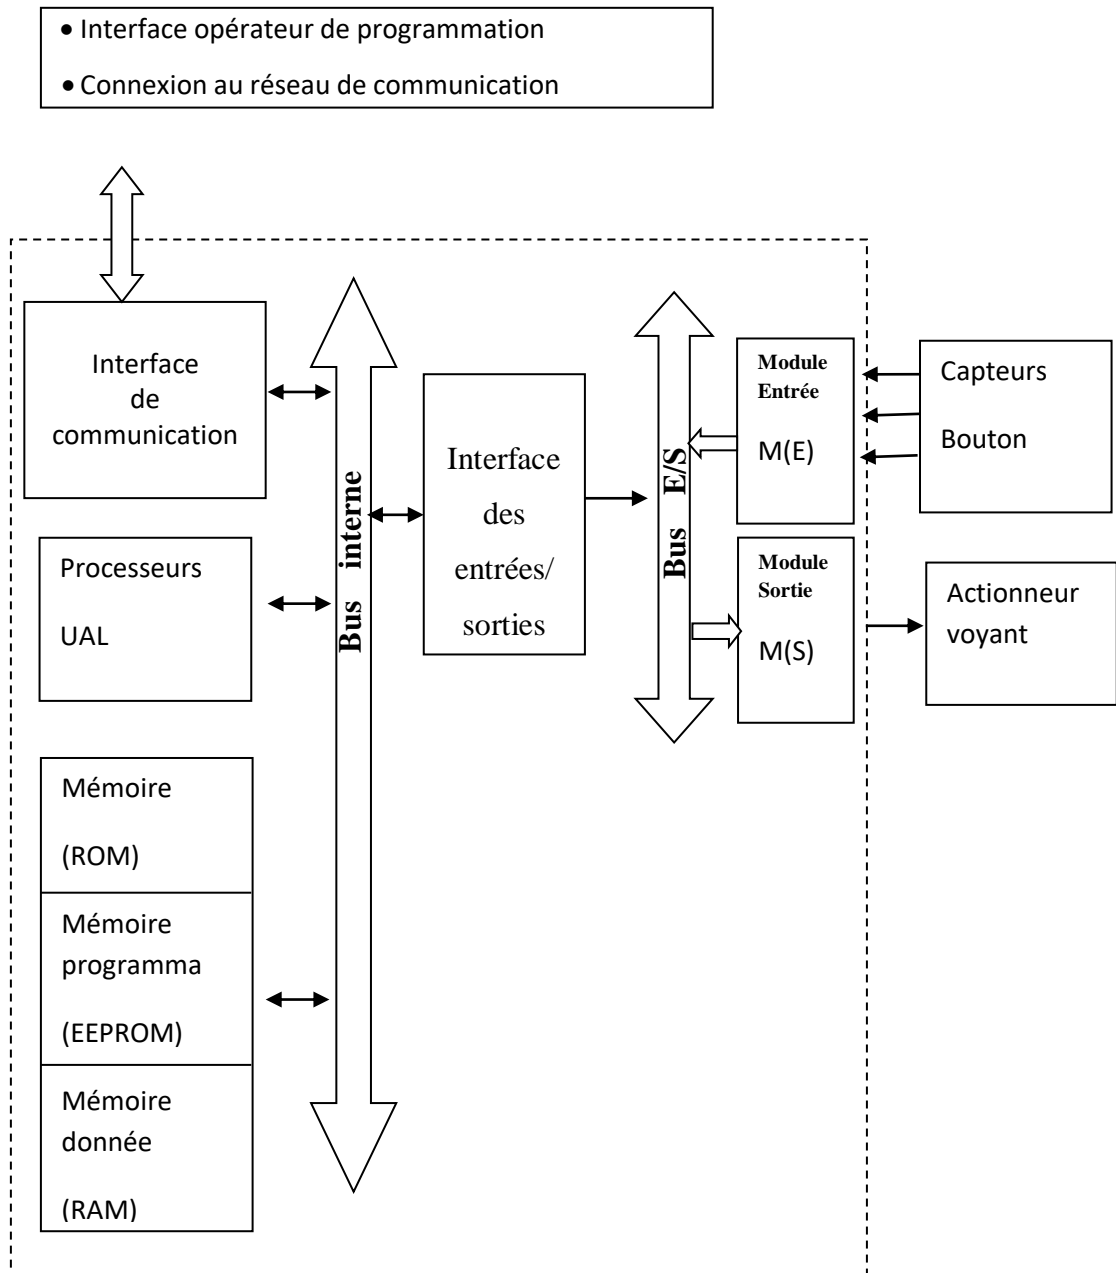 • Interface opérateur de programmation
• Connexion au réseau de communication
Interface
de
communication
Processeurs
UAL
Mémoire
(ROM)
Mémoire
programma
(EEPROM)
Mémoire
donnée
(RAM)
Bus interne
Interface
des
entrées/
sorties
Bus E/S
Module
Entrée
M(E)
Module
Sortie
M(S)
Capteurs
Bouton
Actionneur
voyant